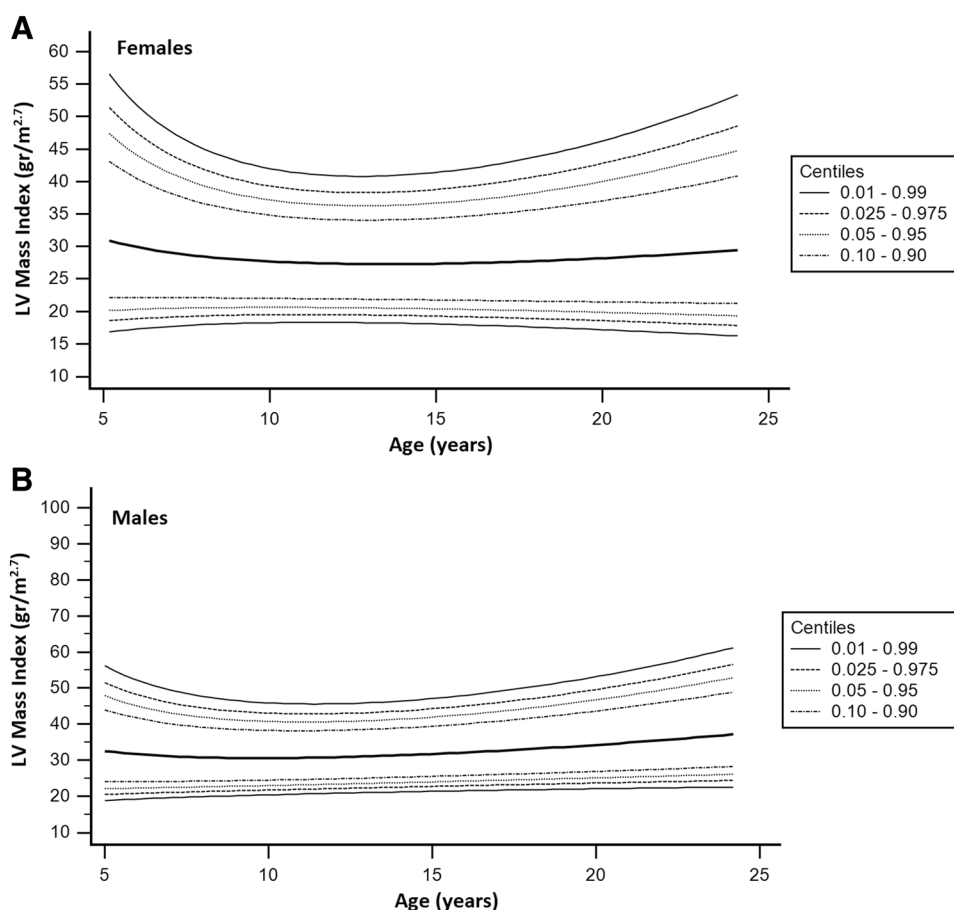 A
Females
LV Mass Index (gr/m2.7)
60
55
50
45
40
35
30
25
20
15
10
5 10 15 20 25
Age (years)
Centiles
0.01 - 0.99
0.025 - 0.975
0.05 - 0.95
0.10 - 0.90
B
Males
LV Mass Index (gr/m2.7)
100
90
80
70
60
50
40
30
20
10
5 10 15 20 25
Age (years)
Centiles
0.01 - 0.99
0.025 - 0.975
0.05 - 0.95
0.10 - 0.90